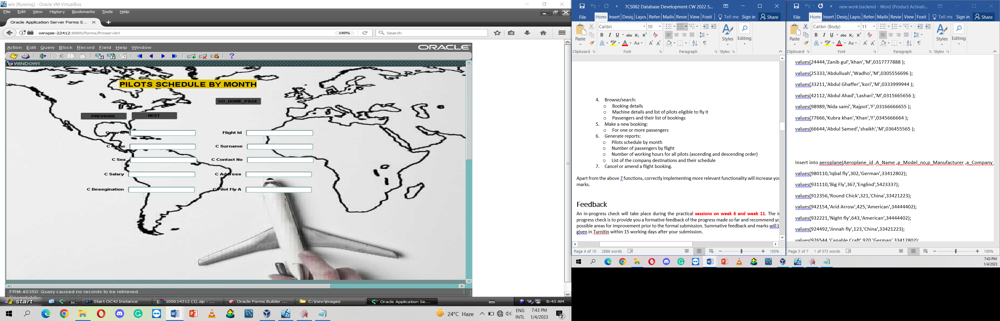 win [Running] - Oracle VM VirtualBox
File Edit View History Bookmarks Tools Help
Oracle Application Server Forms S...
winxpie-22412:8889/forms/frmservlet
140%
Search
Action Edit Query Block Record Field Help Window
ORACLE
WINDOW1
PILOTS SCHEDULE BY MONTH
GO_HOME_PAGE
PREVIOUS NEXT
Crew Id Flight Id
C Name C Surname
C Sex C Contact No
C Salary C Address
C Desegination C Pilot Fly A
FRM-40350: Query caused no records to be retrieved.
start
Start OC4J Instance
100614312 (1).zip - ...
Oracle Forms Builder ...
C:\new\images
Oracle Application Se...
8:43 AM
24°C Haze
ENG
INTL
7:43 PM
1/4/2023
2
7CS082 Database Development CW 2022 S...
File Home Insert Desig Layou Refer Mailin Revie View Foxit Tell me Sign in Share
Calibri 10
Paste
Styles Editing
Clipboard Font Paragraph Styles
4. Browse/search:
o Booking details
o Machine details and list of pilots eligible to fly it
o Passengers and their list of bookings
5. Make a new booking:
o For one or more passengers
6. Generate reports:
o Pilots schedule by month
o Number of passengers by flight
o Number of working hours for all pilots (ascending and descending order)
o List of the company destinations and their schedule
7. Cancel or amend a flight booking.
Apart from the above 7 functions, correctly implementing more relevant functionality will increase you
marks.
Feedback
An in-progress check will take place during the practical sessions on week 6 and week 11. The in
progress check is to provide you a formative feedback of the progress made so far and recommend yo
possible areas for improvement prior to the formal submission. Summative feedback and marks will b
given in Turnitin within 15 working days after your submission.
Page 4 of 10 2886 words
100%
new work backend - Word (Product Activati...
File Home Insert Desig Layou Refer Mailin Revie View Foxit Tell me Sign in Share
Calibri (Body) 11
Paste
Styles Editing
Clipboard Font Paragraph Styles
values(24444,'Zanib gul','khan','M',0317777888 );
values(25333,'Abdulluah','Wadho','M',0305556696 );
values(33211,'Abdul Ghaffer','kori','M',0333999944 );
values(42112,'Abdul Ahad','Lashari','M',0315665656 );
values(98989,'Nida sami','Rajpot','F',03166666655 );
values(77666,'Kubra khan','Khan','F',0345666664 );
values(66644,'Abdul Samed','shaikh','M',036455565 );
Insert into aeroplane(Aeroplane_id ,A_Name ,p_Model_no,p_Manufacturer ,a_Company_
values(980110,'Iqbal fly',302,'German',33412802);
values(931110,'Big Fly',367,'Englind',5423337);
values(912356,'Round Chick',321,'China',33421223);
values(942154,'Arid Arrow',425,'American',34444402);
values(932221,'Night fly',643,'American',34444402);
values(924492,'Jinnah fly',123,'China',33421223);
values(976544,'Capable Craft',970,'German',33412802);
Page 5 of 7 1 of 372 words
100%
7:43 PM
1/4/2023